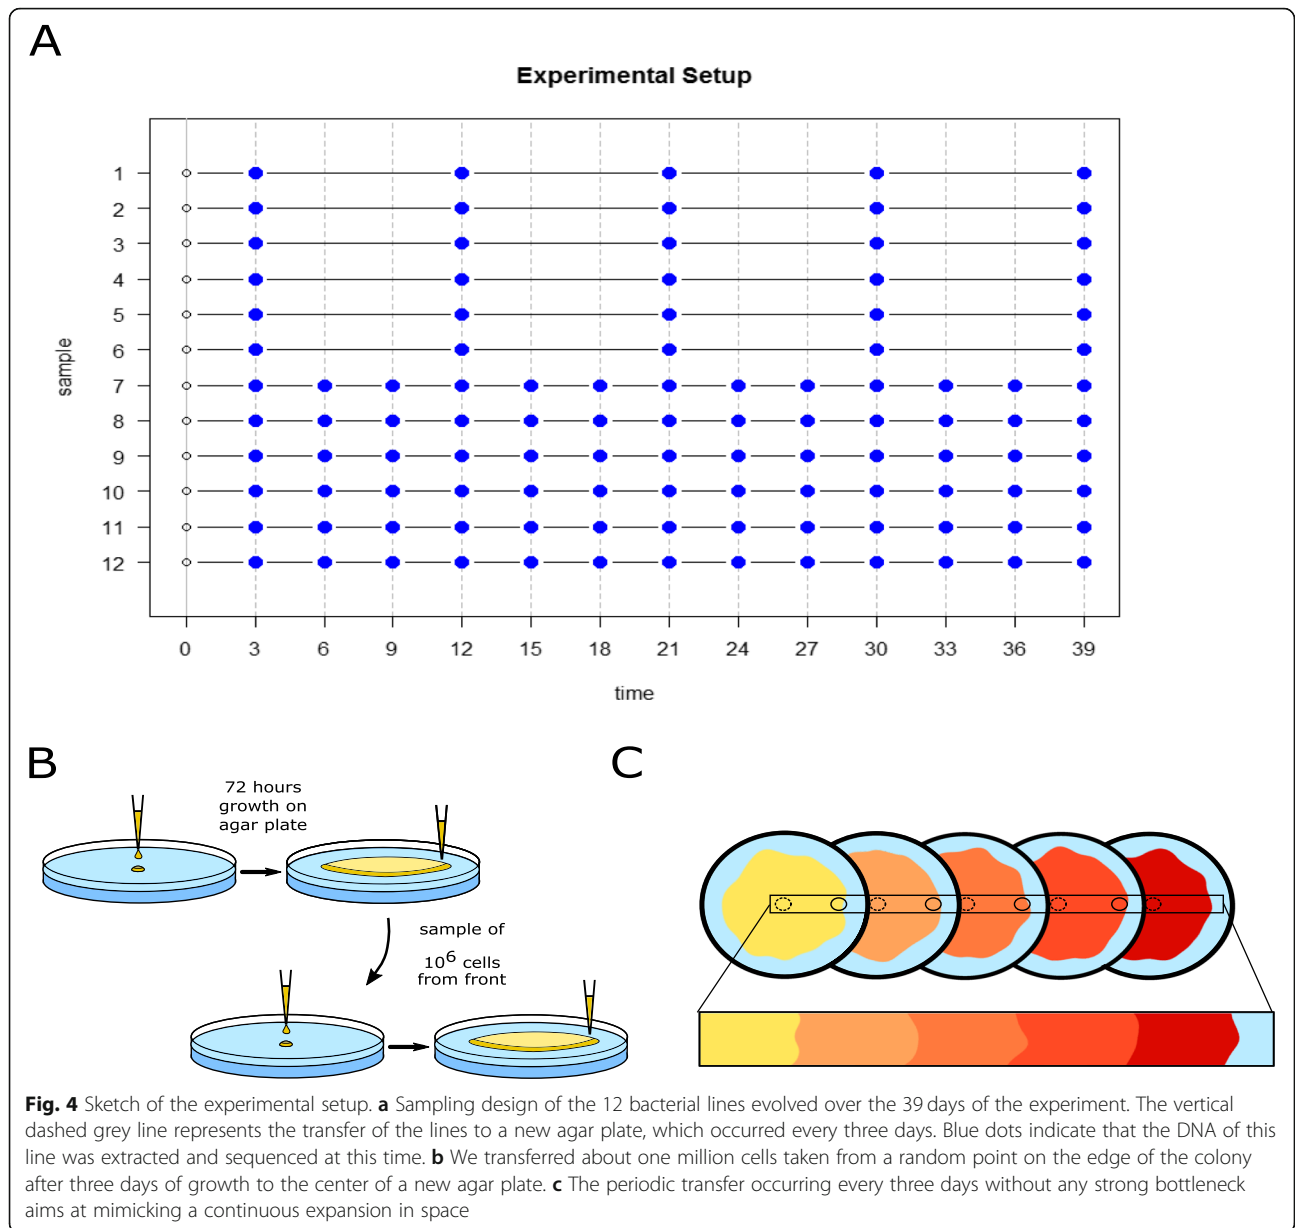 A
Experimental Setup
sample
1
2
3
4
5
6
7
8
9
10
11
12
0 3 6 9 12 15 18 21 24 27 30 33 36 39
time
B
72 hours
growth on
agar plate
sample of
10⁶ cells
from front
C
Fig. 4 Sketch of the experimental setup. a Sampling design of the 12 bacterial lines evolved over the 39 days of the experiment. The vertical
dashed grey line represents the transfer of the lines to a new agar plate, which occurred every three days. Blue dots indicate that the DNA of this
line was extracted and sequenced at this time. b We transferred about one million cells taken from a random point on the edge of the colony
after three days of growth to the center of a new agar plate. c The periodic transfer occurring every three days without any strong bottleneck
aims at mimicking a continuous expansion in space